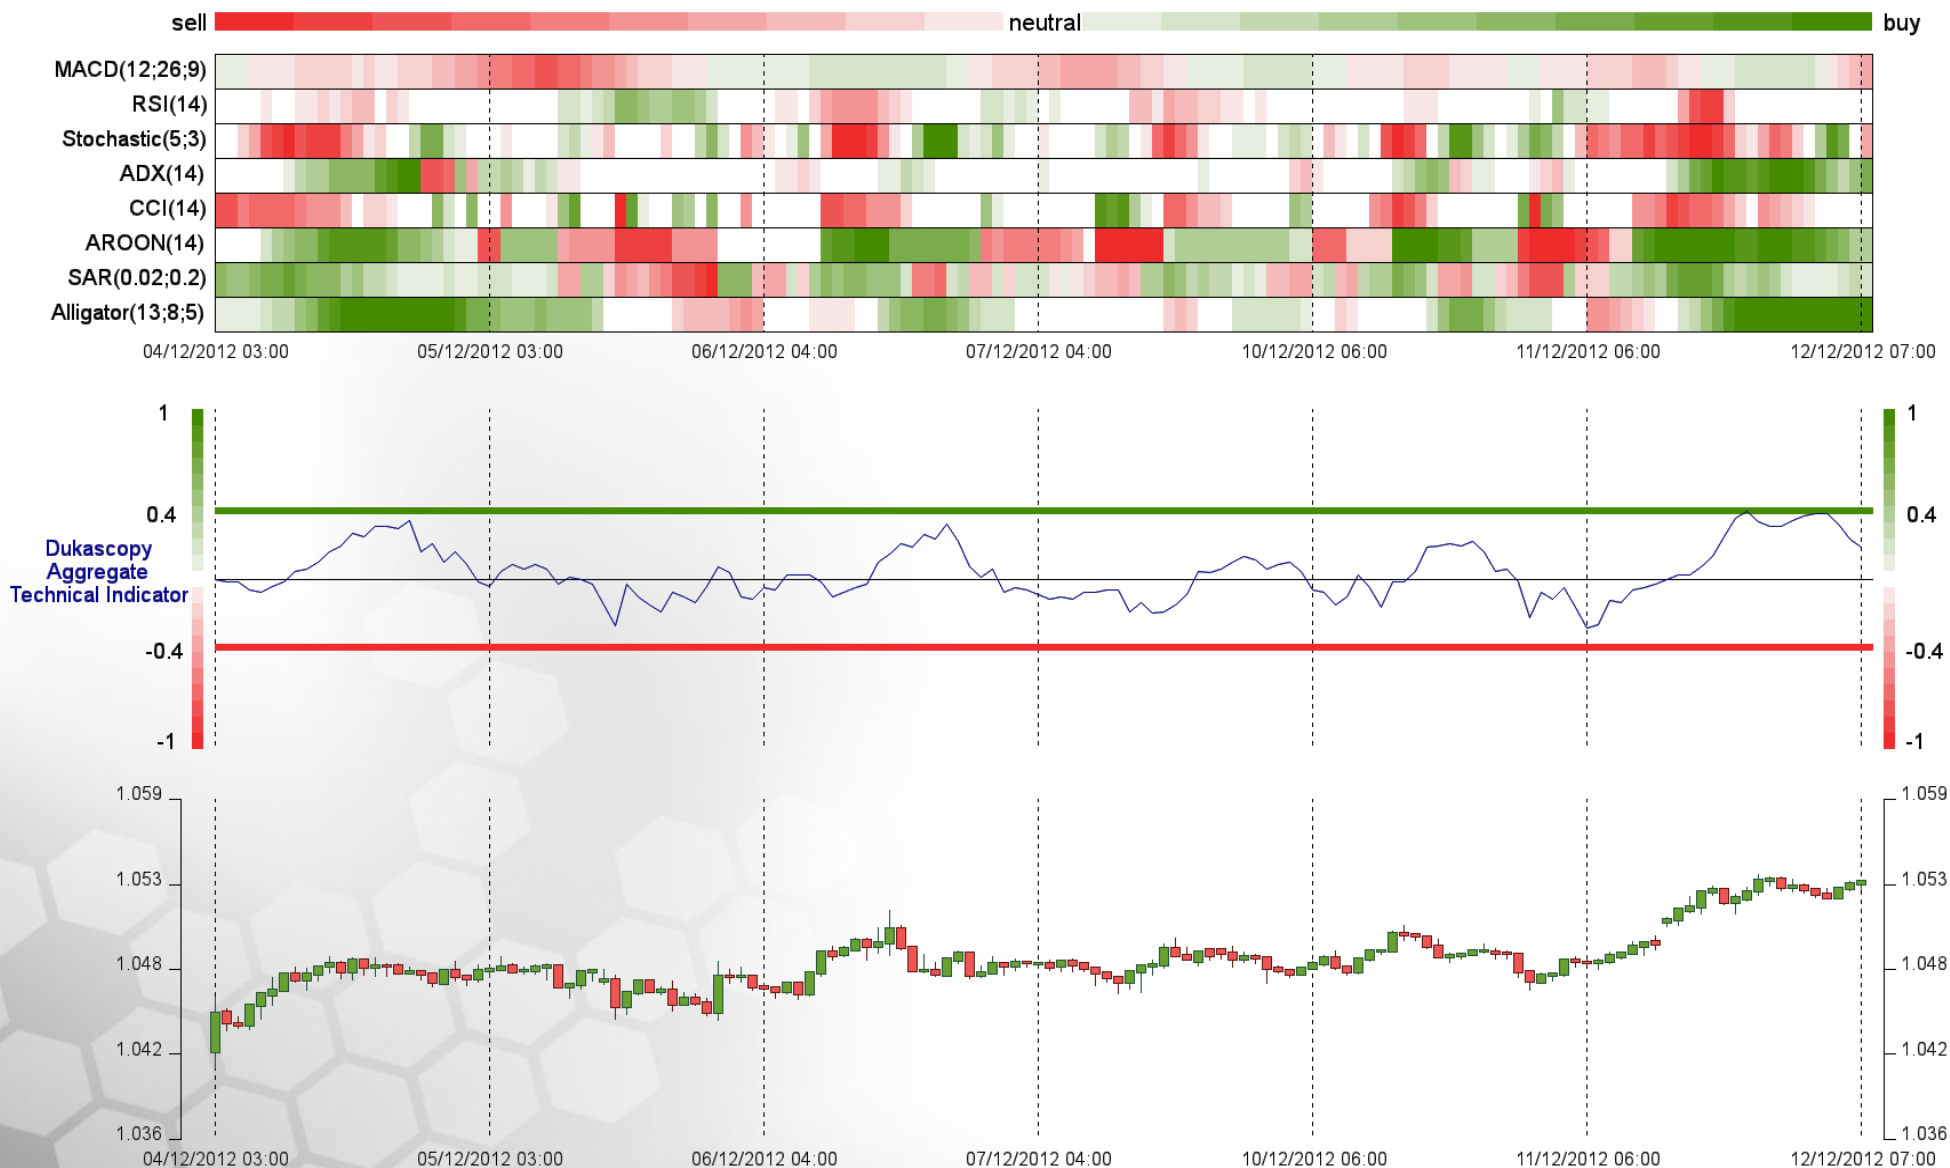 sell neutral buy
MACD(12;26;9)
RSI(14)
Stochastic(5;3)
ADX(14)
CCI(14)
AROON(14)
SAR(0.02;0.2)
Alligator(13;8;5)
04/12/2012 03:00 05/12/2012 03:00 06/12/2012 04:00 07/12/2012 04:00 10/12/2012 06:00 11/12/2012 06:00 12/12/2012 07:00
1 1
0.4 0.4
Dukascopy
Aggregate
Technical Indicator
-0.4 -0.4
-1 -1
1.059 1.059
1.053 1.053
1.048 1.048
1.042 1.042
1.036 1.036
04/12/2012 03:00 05/12/2012 03:00 06/12/2012 04:00 07/12/2012 04:00 10/12/2012 06:00 11/12/2012 06:00 12/12/2012 07:00